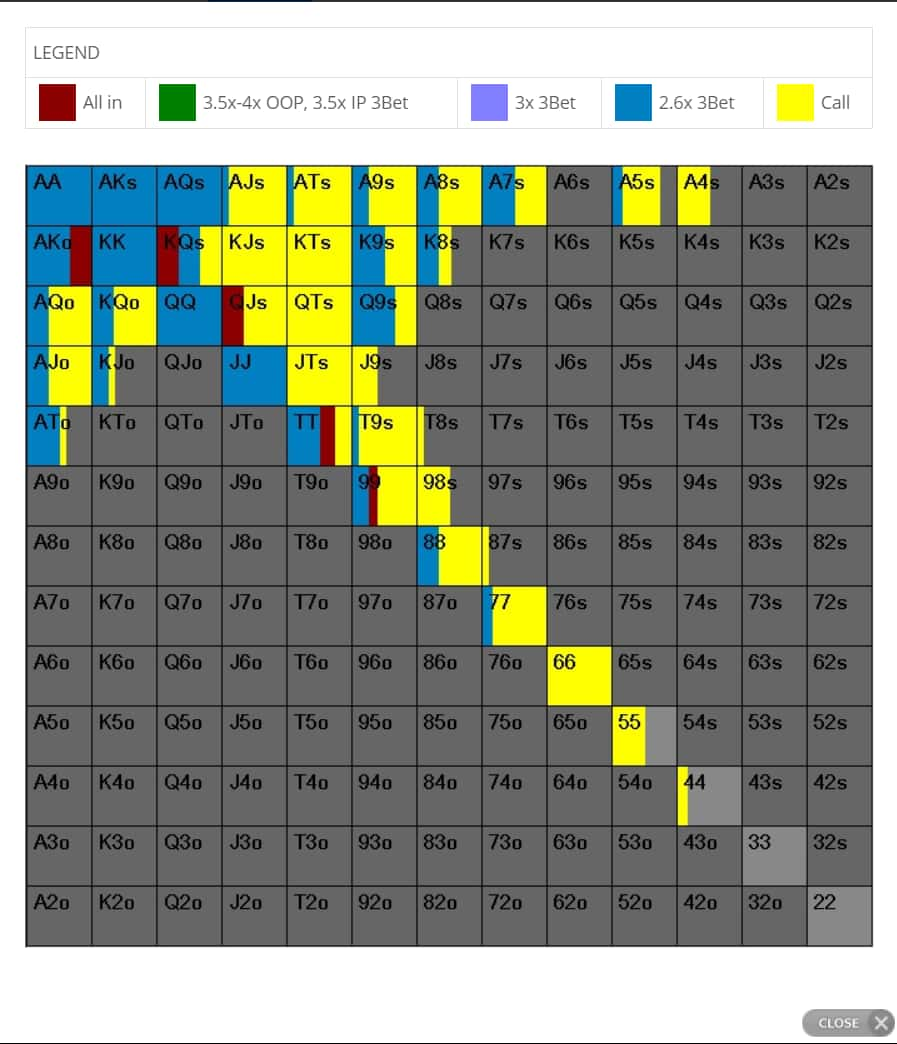 LEGEND
All in 3.5x-4x OOP, 3.5x IP 3Bet 3x 3Bet 2.6x 3Bet Call
AA AKs AQs AJs ATs A9s A8s A7s A6s A5s A4s A3s A2s
AKo KK KQs KJs KTs K9s K8s K7s K6s K5s K4s K3s K2s
AQo KQo QQ QJs QTs Q9s Q8s Q7s Q6s Q5s Q4s Q3s Q2s
AJo KJo QJo JJ JTs J9s J8s J7s J6s J5s J4s J3s J2s
ATo KTo QTo JTo TT T9s T8s T7s T6s T5s T4s T3s T2s
A9o K9o Q9o J9o T9o 99 98s 97s 96s 95s 94s 93s 92s
A8o K8o Q8o J8o T8o 98o 88 87s 86s 85s 84s 83s 82s
A7o K7o Q7o J7o T7o 97o 87o 77 76s 75s 74s 73s 72s
A6o K6o Q6o J6o T6o 96o 86o 76o 66 65s 64s 63s 62s
A5o K5o Q5o J5o T5o 95o 85o 75o 65o 55 54s 53s 52s
A4o K4o Q4o J4o T4o 94o 84o 74o 64o 54o 44 43s 42s
A3o K3o Q3o J3o T3o 93o 83o 73o 63o 53o 43o 33 32s
A2o K2o Q2o J2o T2o 92o 82o 72o 62o 52o 42o 32o 22
CLOSE